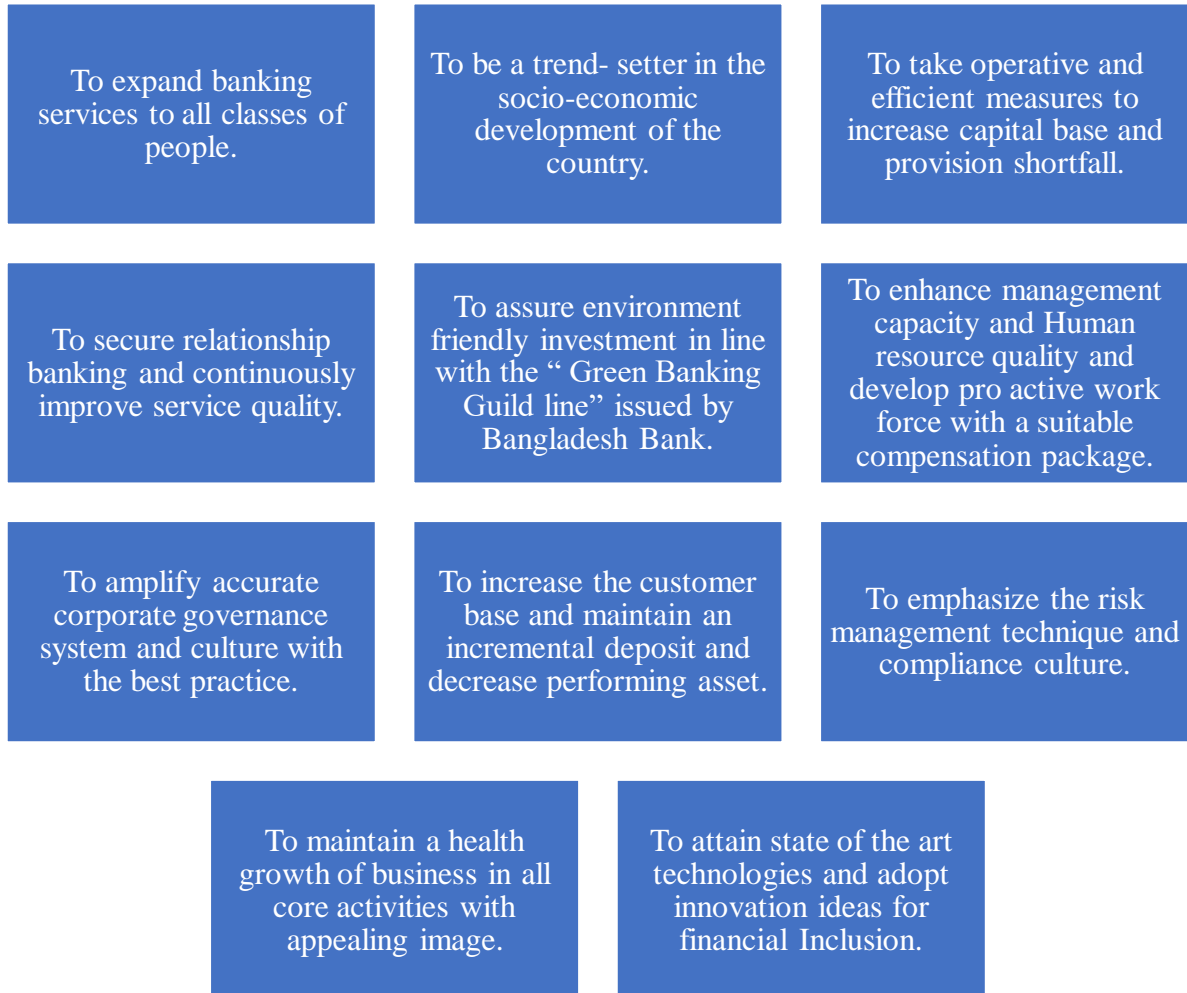 To expand banking
services to all classes of
people.
To be a trend- setter in the
socio-economic
development of the
country.
To take operative and
efficient measures to
increase capital base and
provision shortfall.
To secure relationship
banking and continuously
improve service quality.
To assure environment
friendly investment in line
with the “ Green Banking
Guild line” issued by
Bangladesh Bank.
To enhance management
capacity and Human
resource quality and
develop pro active work
force with a suitable
compensation package.
To amplify accurate
corporate governance
system and culture with
the best practice.
To increase the customer
base and maintain an
incremental deposit and
decrease performing asset.
To emphasize the risk
management technique and
compliance culture.
To maintain a health
growth of business in all
core activities with
appealing image.
To attain state of the art
technologies and adopt
innovation ideas for
financial Inclusion.